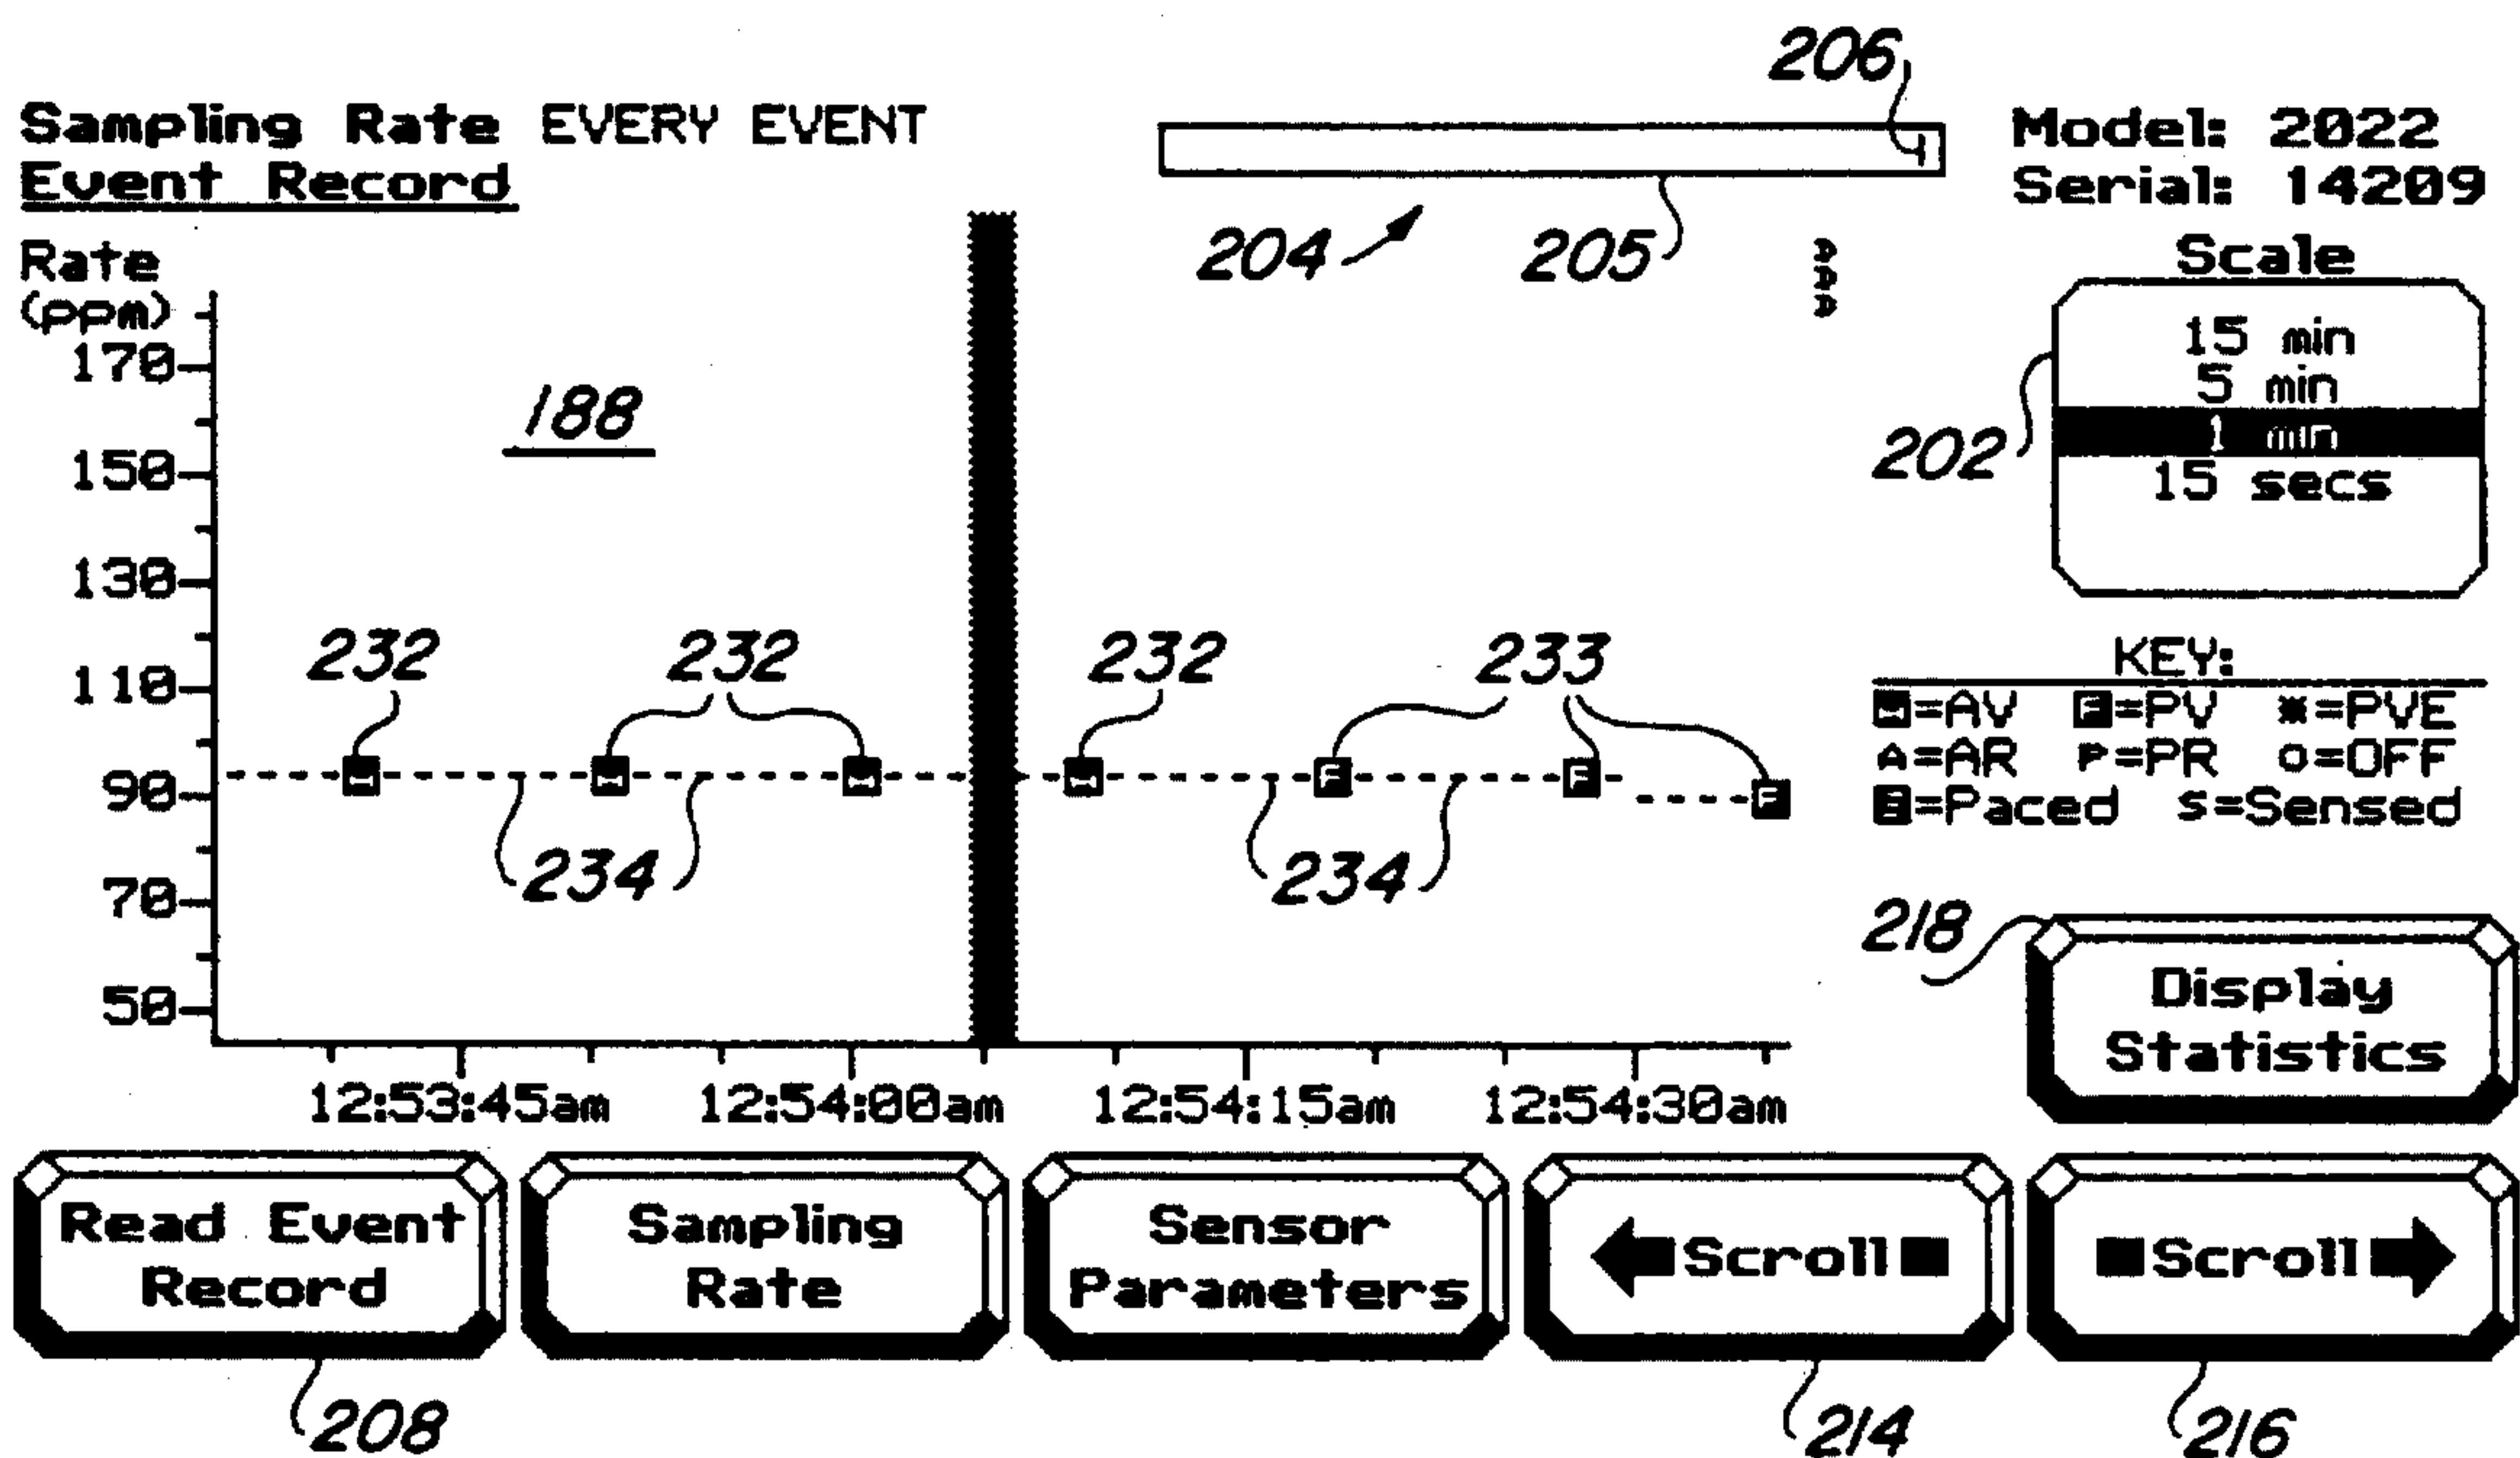 206
Sampling Rate EVERY EVENT
Event Record
Model: 2022
Serial: 14209
204
205
Rate
(ppm)
Scale
15 min
5 min
1 min
15 secs
202
188
170
150
130
110
90
70
50
232
232
232
233
234
234
KEY:
=AV =PV *=PVE
A=AR P=PR O=OFF
=Paced S=Sensed
218
Display
Statistics
12:53:45am 12:54:00am 12:54:15am 12:54:30am
Read Event
Record
Sampling
Rate
Sensor
Parameters
Scroll
Scroll
208
214
216